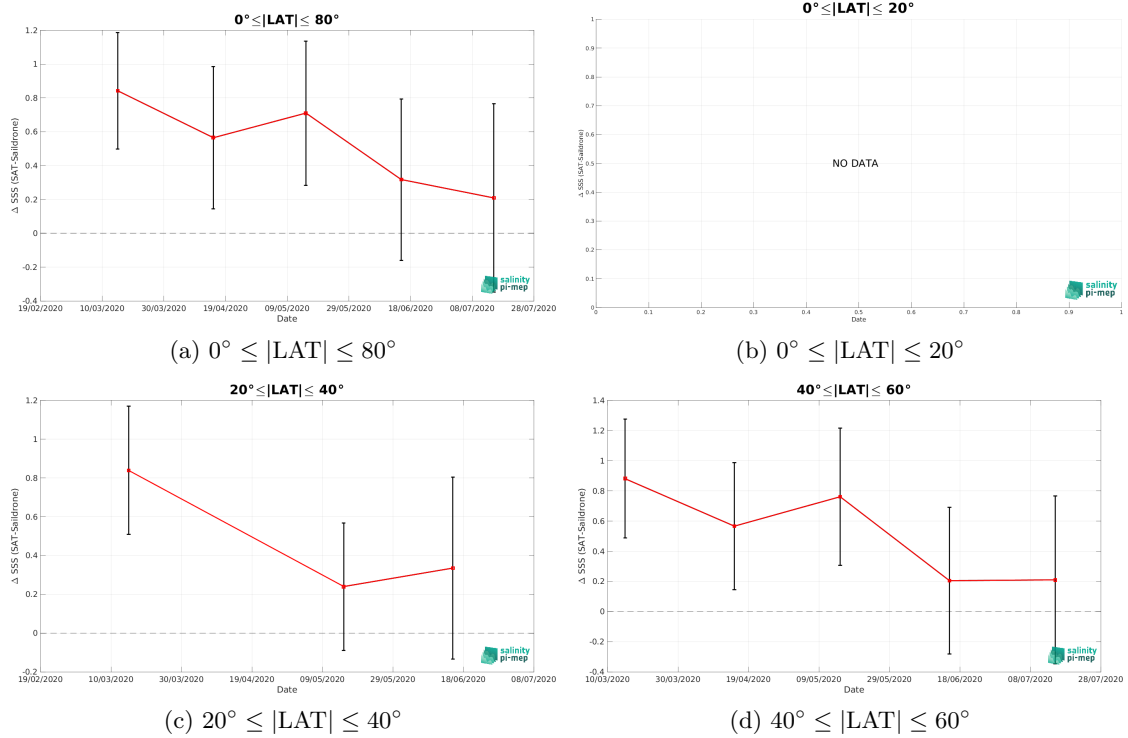 0°≤|LAT|≤ 80°
1.2
1
0.8
0.6
0.4
0.2
0
-0.2
-0.4
Δ SSS (SAT-Saildrone)
19/02/2020 10/03/2020 30/03/2020 19/04/2020 09/05/2020 29/05/2020 18/06/2020 08/07/2020 28/07/2020
Date
salinity
pi-mep
(a) 0° ≤ |LAT| ≤ 80°
0°≤|LAT|≤ 20°
1
0.9
0.8
0.7
0.6
0.5
0.4
0.3
0.2
0.1
0
Δ SSS (SAT-Saildrone)
NO DATA
0 0.1 0.2 0.3 0.4 0.5 0.6 0.7 0.8 0.9 1
Date
salinity
pi-mep
(b) 0° ≤ |LAT| ≤ 20°
20°≤|LAT|≤ 40°
1.2
1
0.8
0.6
0.4
0.2
0
-0.2
Δ SSS (SAT-Saildrone)
19/02/2020 10/03/2020 30/03/2020 19/04/2020 09/05/2020 29/05/2020 18/06/2020 08/07/2020
Date
salinity
pi-mep
(c) 20° ≤ |LAT| ≤ 40°
40°≤|LAT|≤ 60°
1.4
1.2
1
0.8
0.6
0.4
0.2
0
-0.2
-0.4
Δ SSS (SAT-Saildrone)
10/03/2020 30/03/2020 19/04/2020 09/05/2020 29/05/2020 18/06/2020 08/07/2020 28/07/2020
Date
salinity
pi-mep
(d) 40° ≤ |LAT| ≤ 60°